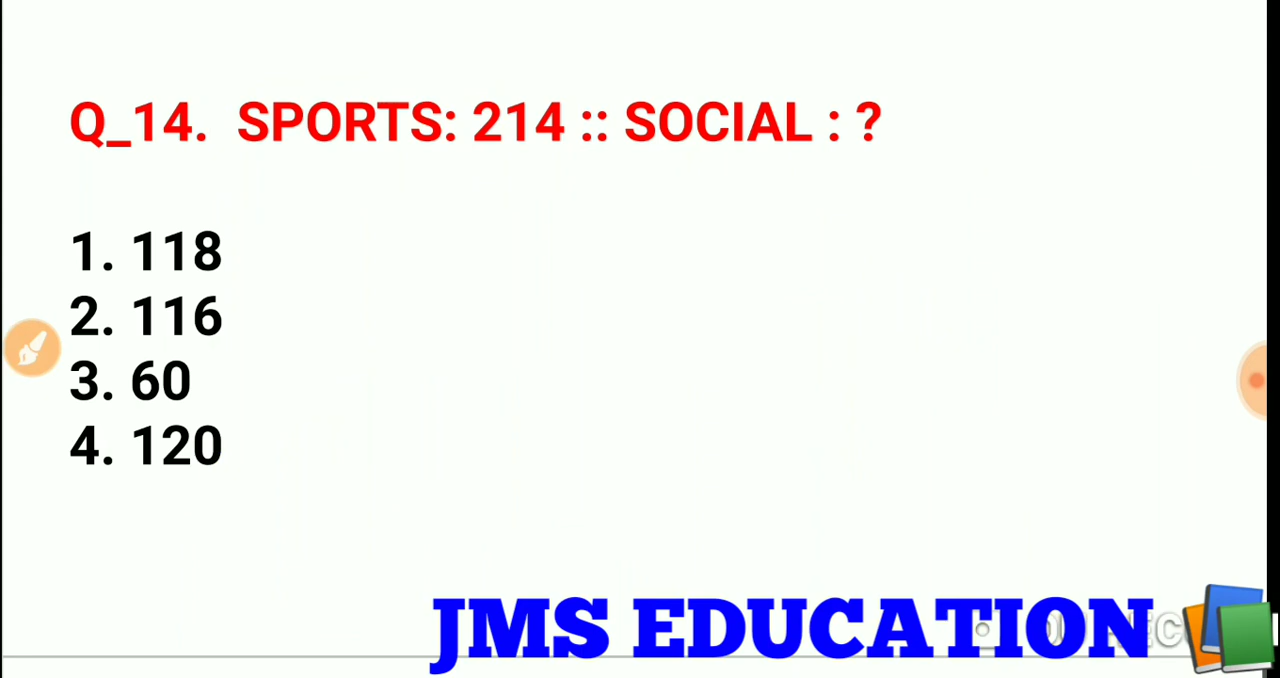 Q_14. SPORTS: 214 :: SOCIAL : ?
1. 118
2. 116
3. 60
4. 120
JMS EDUCATION